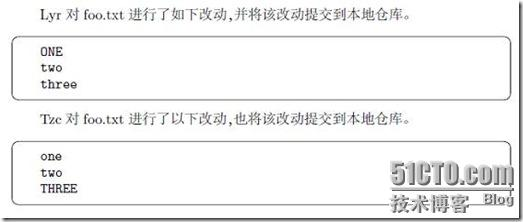 Lyr 对 foo.txt 进行了如下改动,并将该改动提交到本地仓库。
ONE
two
three
Tzc 对 foo.txt 进行了以下改动,也将该改动提交到本地仓库。
one
two
THREE
51CTO.com
技术博客 Blog